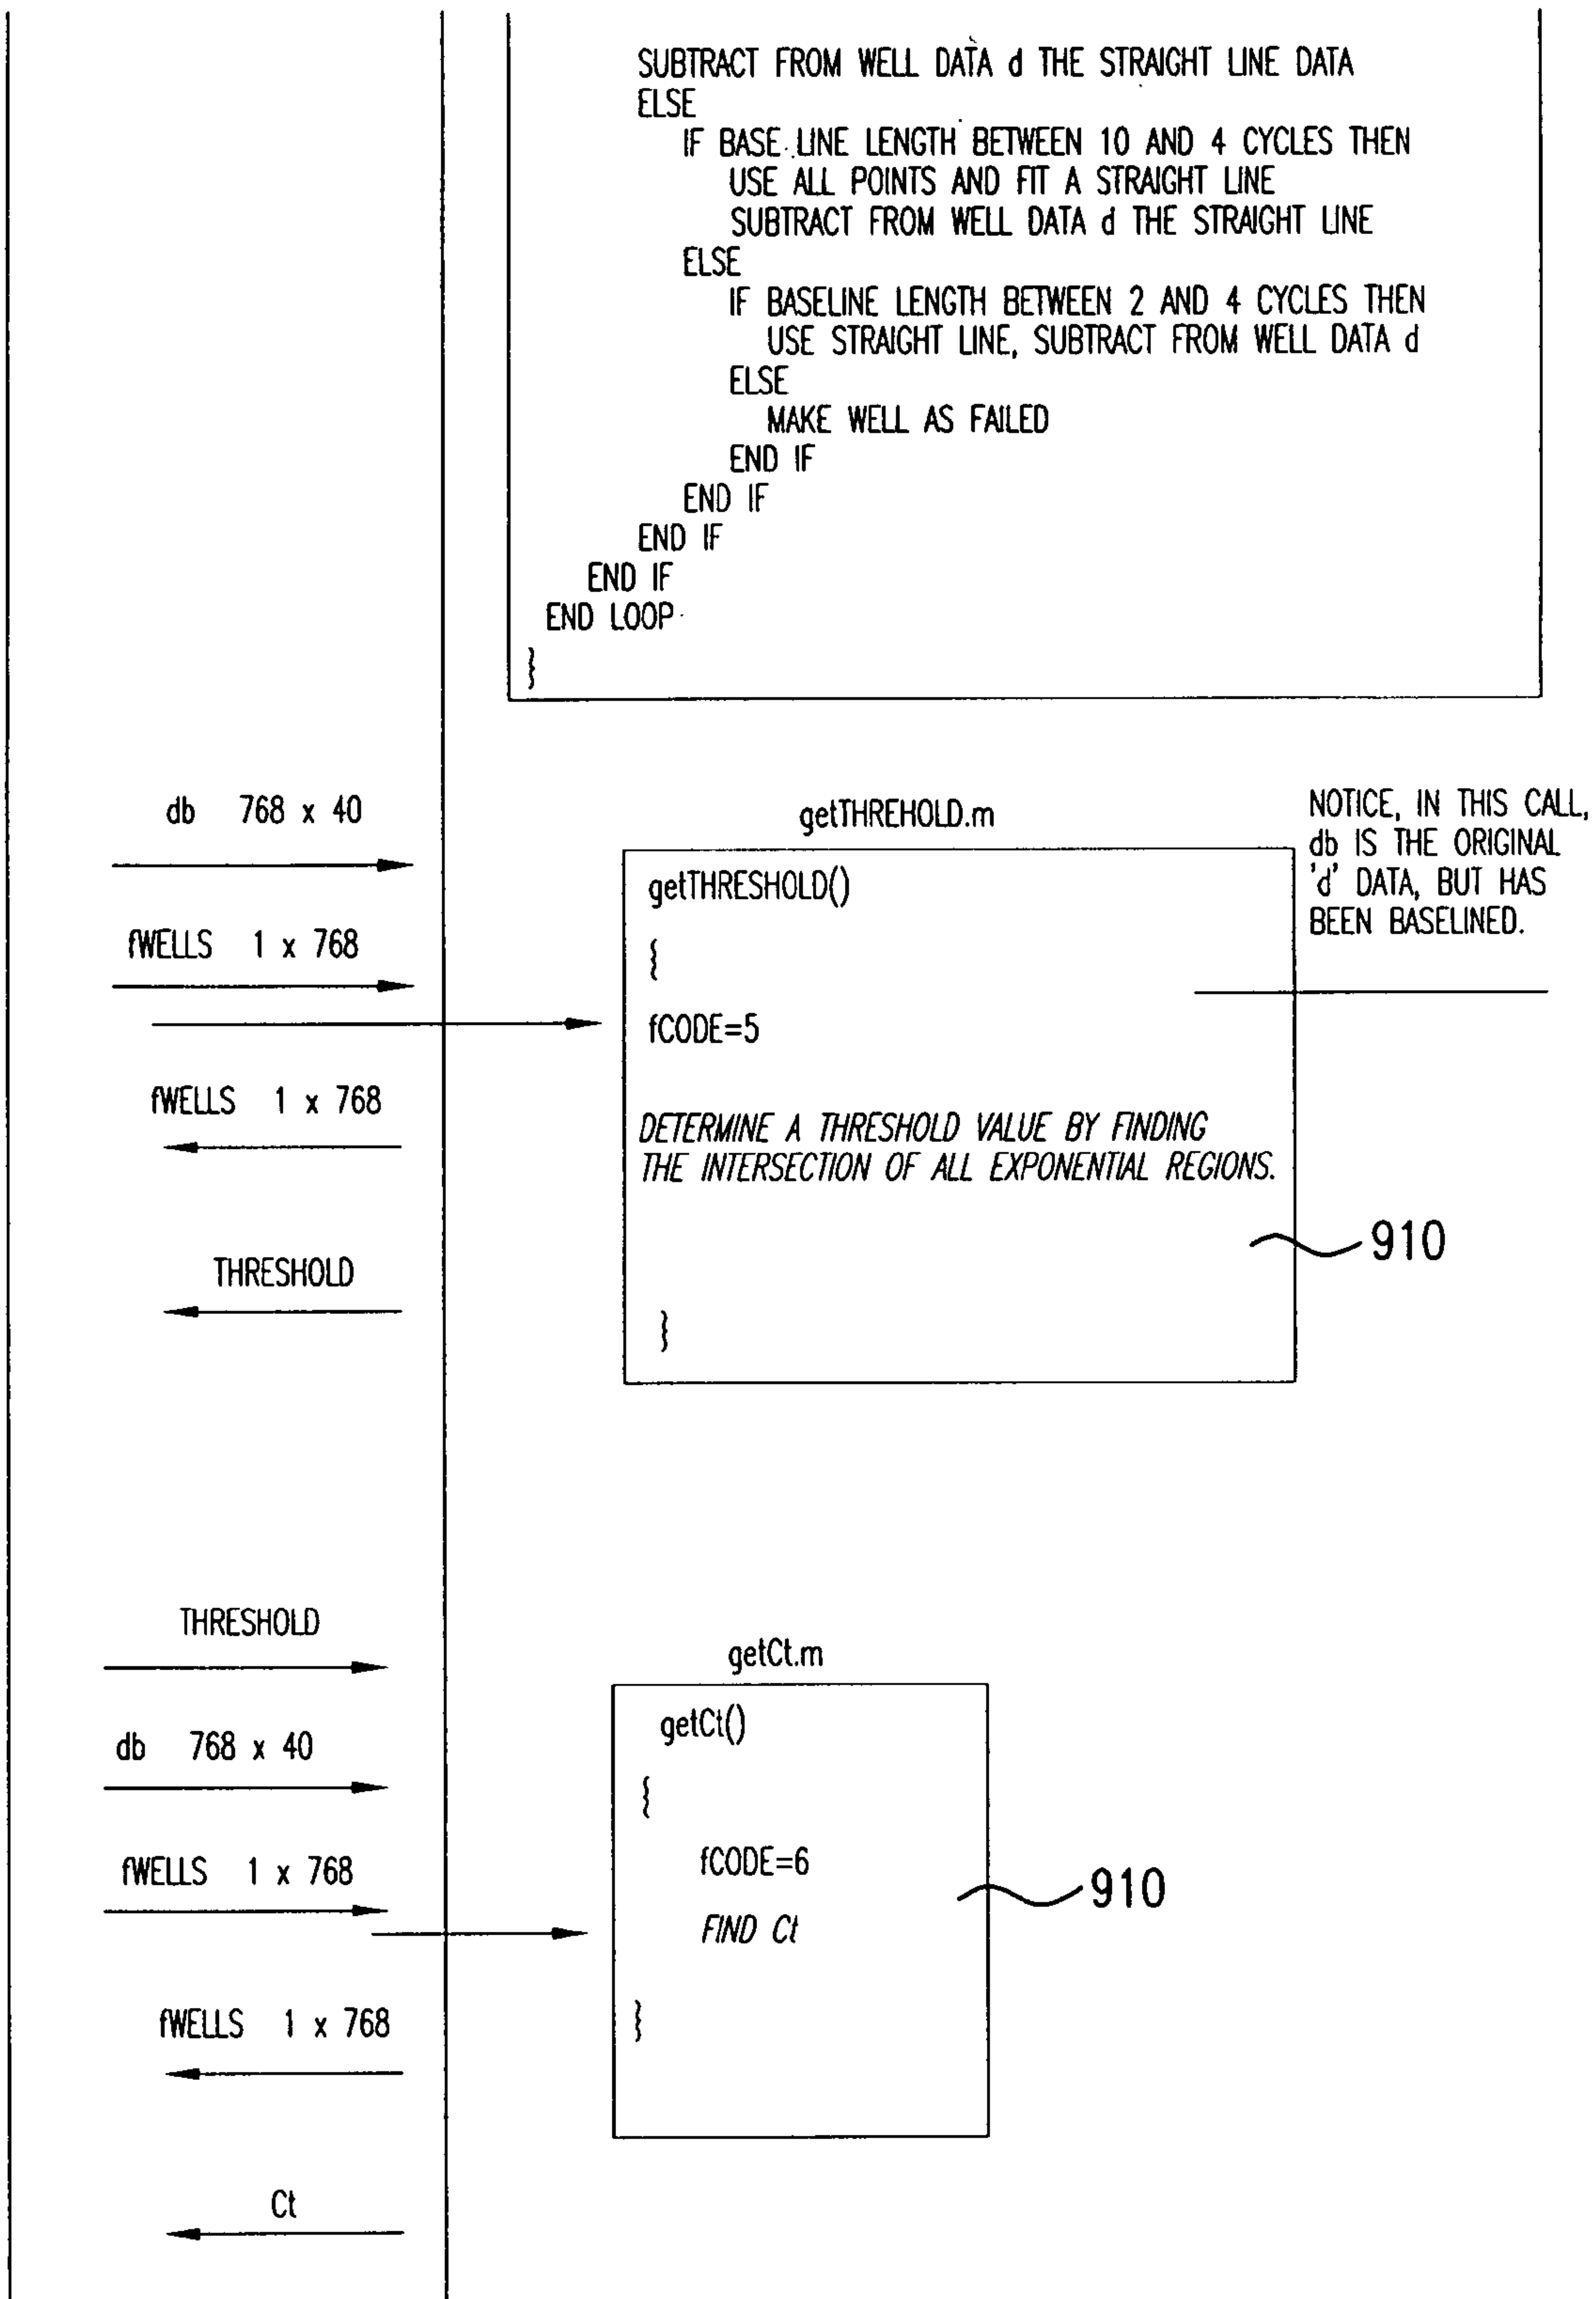 SUBTRACT FROM WELL DATA d THE STRAIGHT LINE DATA
ELSE
IF BASE LINE LENGTH BETWEEN 10 AND 4 CYCLES THEN
USE ALL POINTS AND FIT A STRAIGHT LINE
SUBTRACT FROM WELL DATA d THE STRAIGHT LINE
ELSE
IF BASELINE LENGTH BETWEEN 2 AND 4 CYCLES THEN
USE STRAIGHT LINE, SUBTRACT FROM WELL DATA d
ELSE
MAKE WELL AS FAILED
END IF
END IF
END IF
END IF
END LOOP
}
db 768 x 40
fWELLS 1 x 768
fWELLS 1 x 768
THRESHOLD
getTHREHOLD.m
getTHRESHOLD()
{
fCODE=5
DETERMINE A THRESHOLD VALUE BY FINDING
THE INTERSECTION OF ALL EXPONENTIAL REGIONS.
}
910
NOTICE, IN THIS CALL,
db IS THE ORIGINAL
'd' DATA, BUT HAS
BEEN BASELINED.
THRESHOLD
db 768 x 40
fWELLS 1 x 768
fWELLS 1 x 768
Ct
getCt.m
getCt()
{
fCODE=6
FIND Ct
}
910